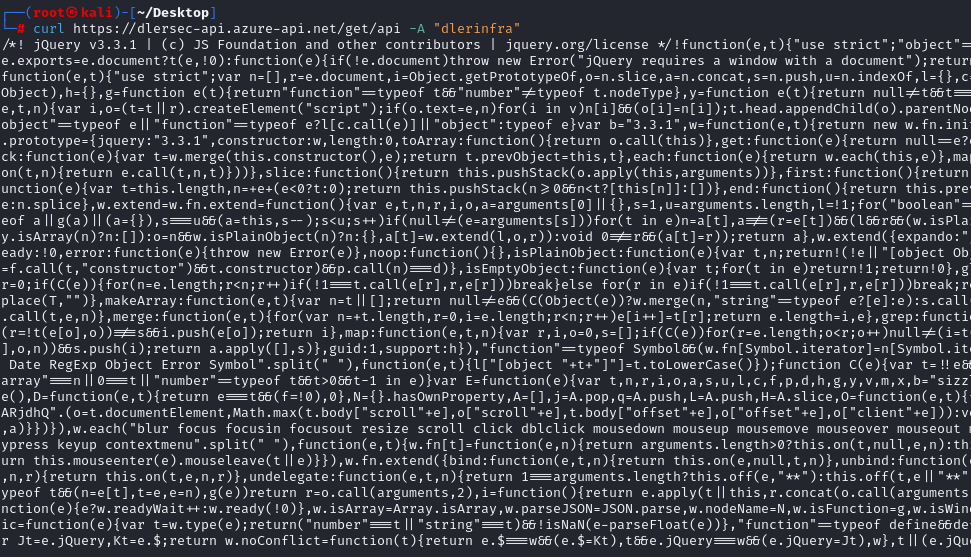 ┌──(root㉿kali)-[~/Desktop]
└─# curl https://dlersec-api.azure-api.net/get/api -A "dlerinfra"
/*! jQuery v3.3.1 | (c) JS Foundation and other contributors | jquery.org/license */!function(e,t){"use strict";"object"=
e.exports=e.document?t(e,!0):function(e){if(!e.document)throw new Error("jQuery requires a window with a document");return
function(e,t){"use strict";var n=[],r=e.document,i=Object.getPrototypeOf,o=n.slice,a=n.concat,s=n.push,u=n.indexOf,l={},c=
Object),h={},g=function e(t){return"function"==typeof t&&"number"!=typeof t.nodeType},y=function e(t){return null!=t&&t===
e,t,n){var i,o=(t=t||r).createElement("script");if(o.text=e,n)for(i in v)n[i]&&(o[i]=n[i]);t.head.appendChild(o).parentNo
object"==typeof e||"function"==typeof e?l[c.call(e)]||"object":typeof e}var b="3.3.1",w=function(e,t){return new w.fn.init
.prototype={jquery:"3.3.1",constructor:w,length:0,toArray:function(){return o.call(this)},get:function(e){return null==e?o
ck:function(e){var t=w.merge(this.constructor(),e);return t.prevObject=this,t},each:function(e){return w.each(this,e)},map
on(t,n){return e.call(t,n,t)}))},slice:function(){return this.pushStack(o.apply(this,arguments))},first:function(){return
unction(e){var t=this.length,n=+e+(e<0?t:0);return this.pushStack(n>=0&&n<t?[this[n]]:[])},end:function(){return this.pre
e:n.splice},w.extend=w.fn.extend=function(){var e,t,n,r,i,o,a=arguments[0]||{},s=1,u=arguments.length,l=!1;for("boolean"==
eof a||g(a)||(a={}),s===u&&(a=this,s--);s<u;s++)if(null!=(e=arguments[s]))for(t in e)n=a[t],a!==(r=e[t])&&(l&&r&&(w.isPla
y.isArray(n)?n:[]):o=n&&w.isPlainObject(n)?n:{},a[t]=w.extend(l,o,r)):void 0!==r&&(a[t]=r));return a},w.extend({expando:"
eady:!0,error:function(e){throw new Error(e)},noop:function(){},isPlainObject:function(e){var t,n;return!(!e||"[object Ob
=f.call(t,"constructor")&&t.constructor)&&p.call(n)===d)},isEmptyObject:function(e){var t;for(t in e)return!1;return!0},g
r=0;if(C(e)){for(n=e.length;r<n;r++)if(!1===t.call(e[r],r,e[r]))break}else for(r in e)if(!1===t.call(e[r],r,e[r]))break;re
place(T,"")},makeArray:function(e,t){var n=t||[];return null!=e&&(C(Object(e))?w.merge(n,"string"==typeof e?[e]:e):s.call
.call(t,e,n)},merge:function(e,t){for(var n=+t.length,r=0,i=e.length;r<n;r++)e[i++]=t[r];return e.length=i,e},grep:functio
(r=!t(e[o],o))!==s&&i.push(e[o]);return i},map:function(e,t,n){var r,i,o=0,s=[];if(C(e))for(r=e.length;o<r;o++)null!=(i=t
],o,n))&&s.push(i);return a.apply([],s)},guid:1,support:h}),"function"==typeof Symbol&&(w.fn[Symbol.iterator]=n[Symbol.ite
 Date RegExp Object Error Symbol".split(" "),function(e,t){l["[object "+t+"]"]=t.toLowerCase()});function C(e){var t=!!e&&
array"===n||0===t||"number"==typeof t&&t>0&&t-1 in e)}var E=function(e){var t,n,r,i,o,a,s,u,l,c,f,p,d,h,g,y,v,m,x,b="sizz
e(),D=function(e,t){return e===t&&(f=!0),0},N={}.hasOwnProperty,A=[],j=A.pop,q=A.push,L=A.push,H=A.slice,O=function(e,t){
ARjdhQ".(o=t.documentElement,Math.max(t.body["scroll"+e],o["scroll"+e],t.body["offset"+e],o["offset"+e],o["client"+e])):vo
,a)}})}),w.each("blur focus focusin focusout resize scroll click dblclick mousedown mouseup mousemove mouseover mouseout m
ypress keyup contextmenu".split(" "),function(e,t){w.fn[t]=function(e,n){return arguments.length>0?this.on(t,null,e,n):th
urn this.mouseenter(e).mouseleave(t||e)}}),w.fn.extend({bind:function(e,t,n){return this.on(e,null,t,n)},unbind:function(e
,n,r){return this.on(t,e,n,r)},undelegate:function(e,t,n){return 1===arguments.length?this.off(e,"**"):this.off(t,e||"**"
ypeof t&&(n=e[t],t=e,e=n),g(e))return r=o.call(arguments,2),i=function(){return e.apply(t||this,r.concat(o.call(arguments
nction(e){e?w.readyWait++:w.ready(!0)},w.isArray=Array.isArray,w.parseJSON=JSON.parse,w.nodeName=N,w.isFunction=g,w.isWin
ic=function(e){var t=w.type(e);return("number"===t||"string"===t)&&!isNaN(e-parseFloat(e))},"function"==typeof define&&de
r Jt=e.jQuery,Kt=e.$;return w.noConflict=function(t){return e.$===w&&(e.$=Kt),t&&e.jQuery===w&&(e.jQuery=Jt),w},t||(e.jQu